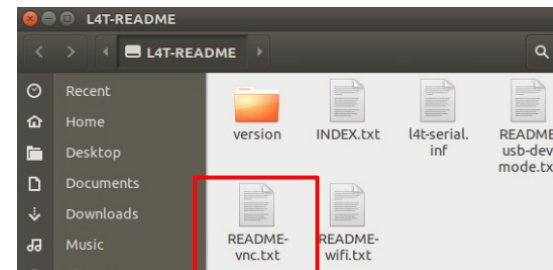 L4T-README
L4T-README
Recent
Home
Desktop
Documents
Downloads
Music
version
INDEX.txt
l4t-serial.
inf
README
usb-dev
mode.tx
README-
vnc.txt
README-
wifi.txt